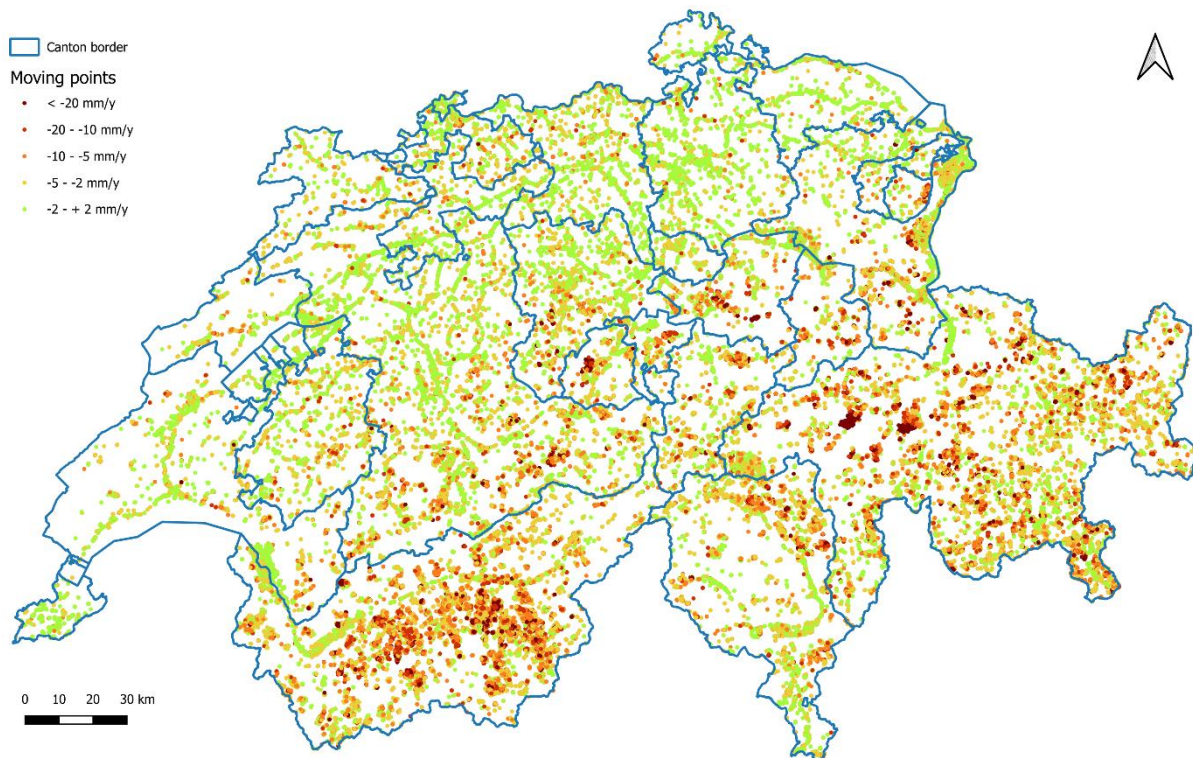 Canton border
Moving points
< -20 mm/y
-20 - -10 mm/y
-10 - -5 mm/y
-5 - -2 mm/y
-2 - + 2 mm/y
0 10 20 30 km